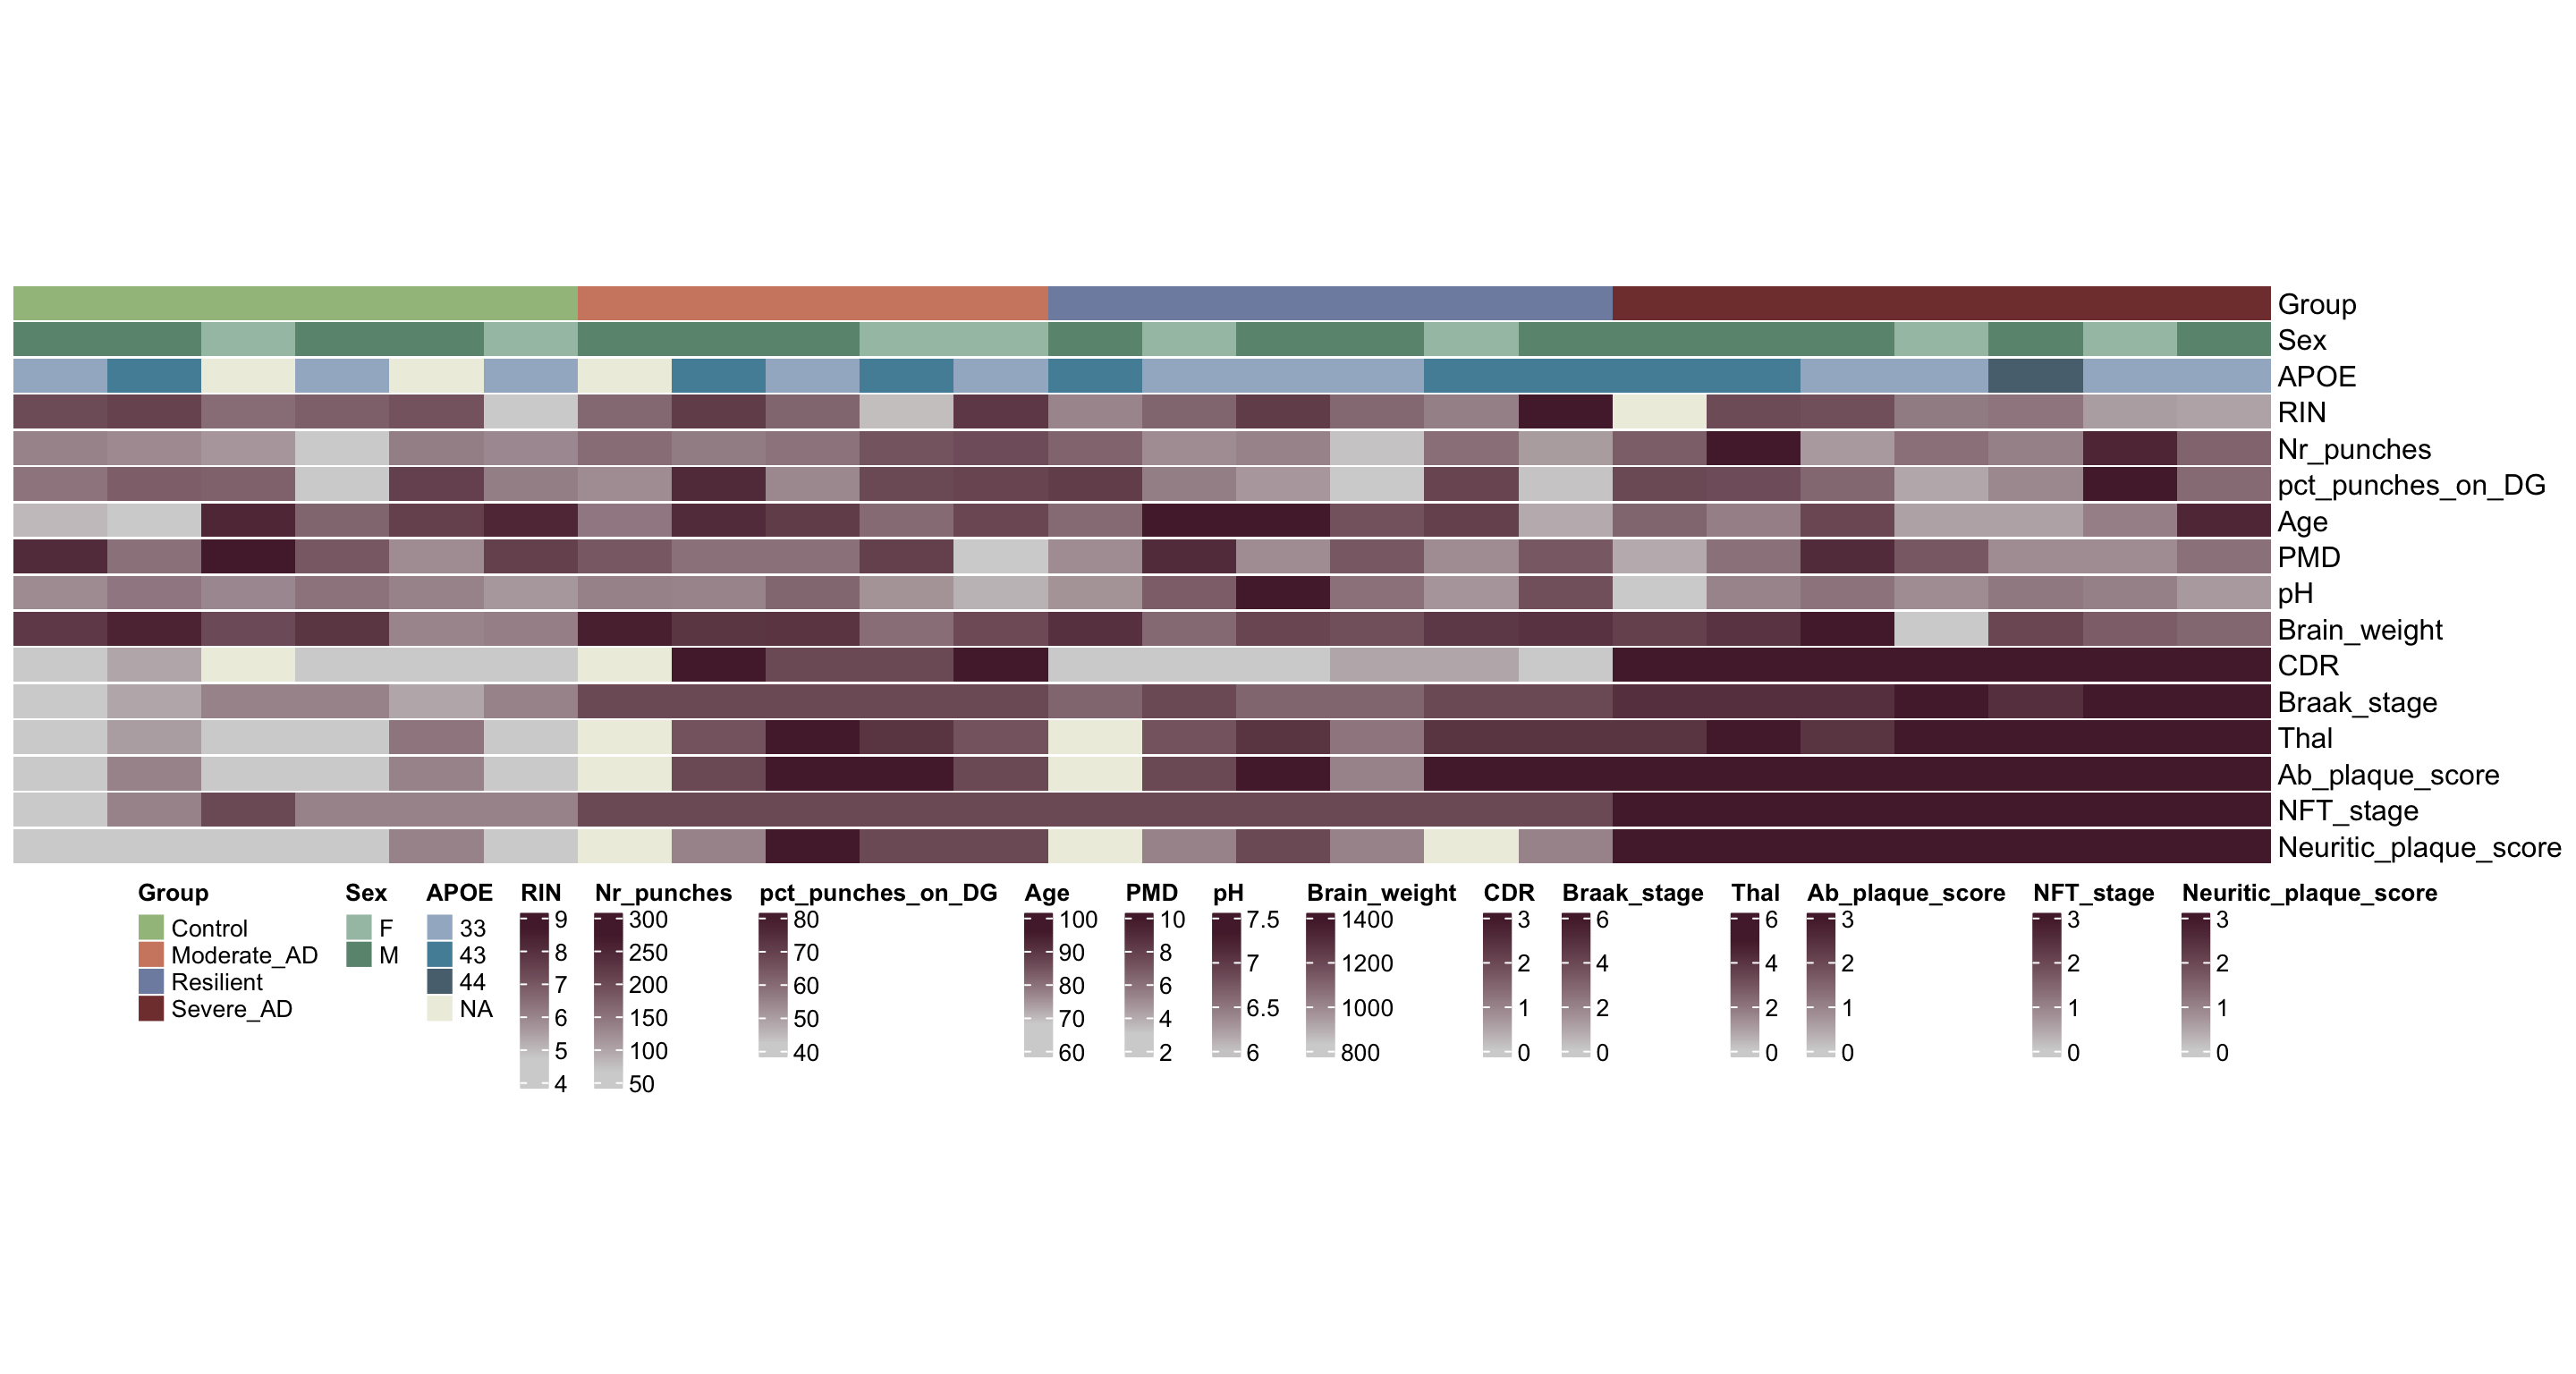 Group
Sex
APOE
RIN
Nr_punches
pct_punches_on_DG
Age
PMD
pH
Brain_weight
CDR
Braak_stage
Thal
Ab_plaque_score
NFT_stage
Neuritic_plaque_score
Group
Control
Moderate_AD
Resilient
Severe_AD
Sex
F
M
APOE
33
43
44
NA
RIN
9
8
7
6
5
4
Nr_punches
300
250
200
150
100
50
pct_punches_on_DG
80
70
60
50
40
Age
100
90
80
70
60
PMD
10
8
6
4
2
pH
7.5
7
6.5
6
Brain_weight
1400
1200
1000
800
CDR
3
2
1
0
Braak_stage
6
4
2
0
Thal
6
4
2
0
Ab_plaque_score
3
2
1
0
NFT_stage
3
2
1
0
Neuritic_plaque_score
3
2
1
0